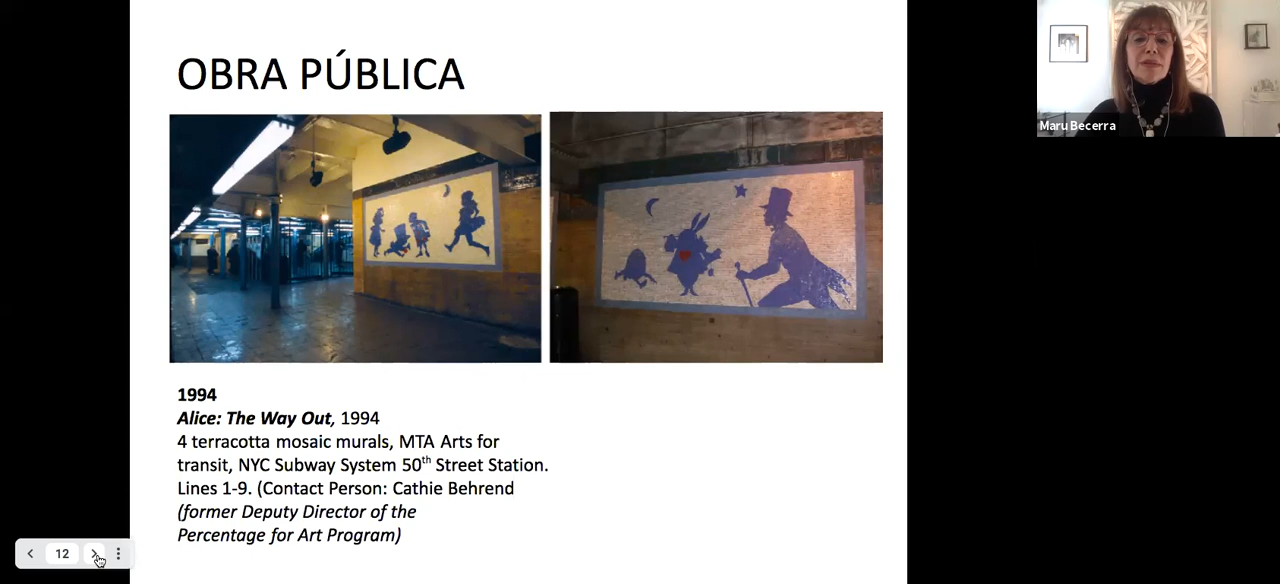 OBRA PÚBLICA
1994
Alice: The Way Out, 1994
4 terracotta mosaic murals, MTA Arts for
transit, NYC Subway System 50th Street Station.
Lines 1-9. (Contact Person: Cathie Behrend
(former Deputy Director of the
Percentage for Art Program)
Maru Becerra
12